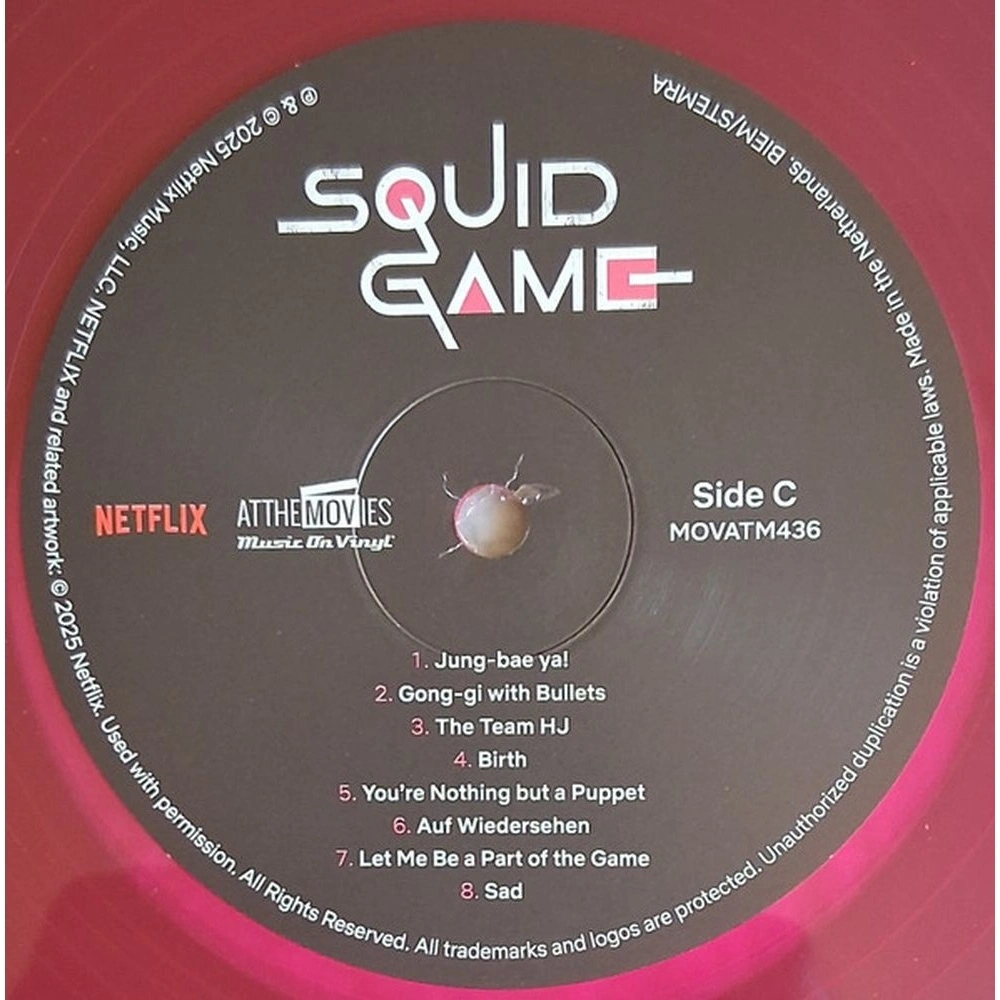 SQUID
GAME
NETFLIX
ATTHEMOVIES
Music On Vinyl
Side C
MOVATM436
1. Jung-bae ya!
2. Gong-gi with Bullets
3. The Team HJ
4. Birth
5. You're Nothing but a Puppet
6. Auf Wiedersehen
7. Let Me Be a Part of the Game
8. Sad
℗ & © 2025 Netflix Music, LLC. NETFLIX and related artwork: © 2025 Netflix. Used with permission. All Rights Reserved. All trademarks and logos are protected. Unauthorized duplication is a violation of applicable laws. Made in the Netherlands. BIEM/STEMRA